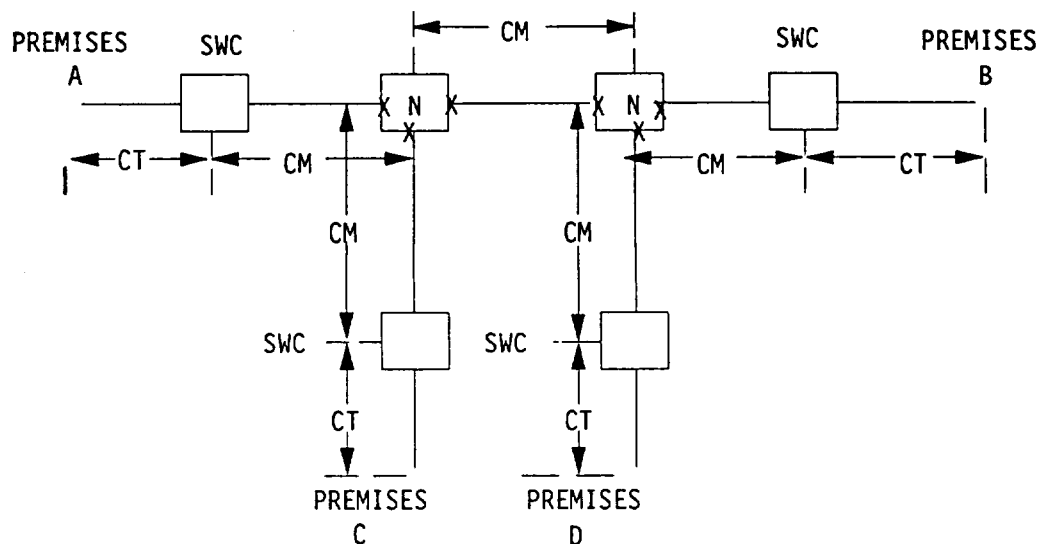 CM
PREMISES
A
SWC
SWC
PREMISES
B
X N X
X
X N X
X
CT
CM
CM
CT
CM
CM
SWC
SWC
CT
CT
PREMISES
C
PREMISES
D